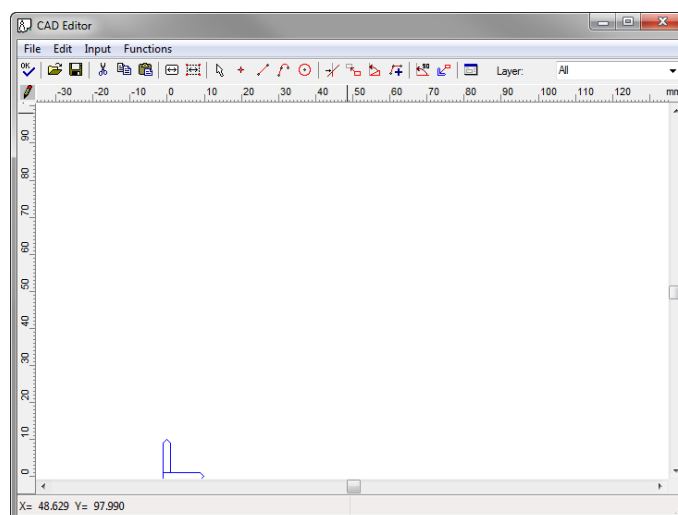 CAD Editor
File Edit Input Functions
OK Layer: All
-30 -20 -10 0 10 20 30 40 50 60 70 80 90 100 110 120 mm
90
80
70
60
50
40
30
20
10
0
X= 48.629 Y= 97.990